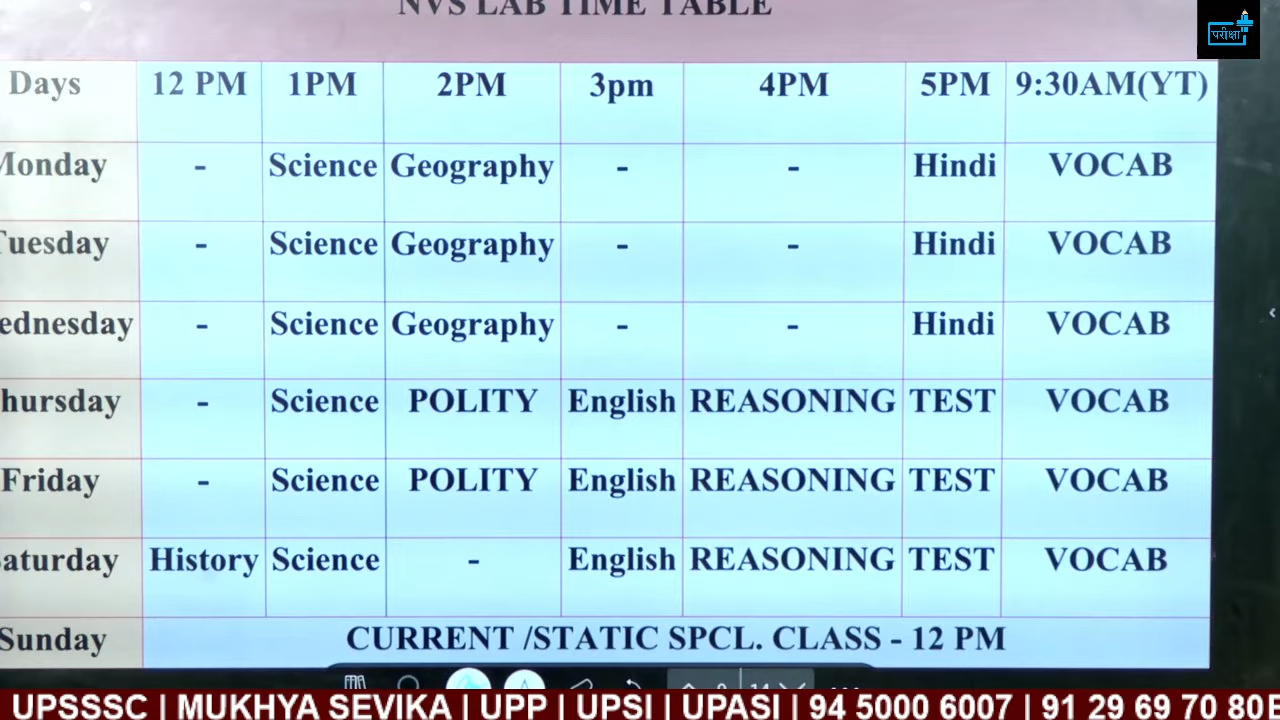 NVS LAB TIME TABLE
परीक्षा
Days 12 PM 1PM 2PM 3pm 4PM 5PM 9:30AM(YT)
Monday - Science Geography - - Hindi VOCAB
Tuesday - Science Geography - - Hindi VOCAB
ednesday - Science Geography - - Hindi VOCAB
hursday - Science POLITY English REASONING TEST VOCAB
Friday - Science POLITY English REASONING TEST VOCAB
aturday History Science - English REASONING TEST VOCAB
Sunday CURRENT /STATIC SPCL. CLASS - 12 PM
UPSSSC | MUKHYA SEVIKA | UPP | UPSI | UPASI | 94 5000 6007 | 91 29 69 70 80